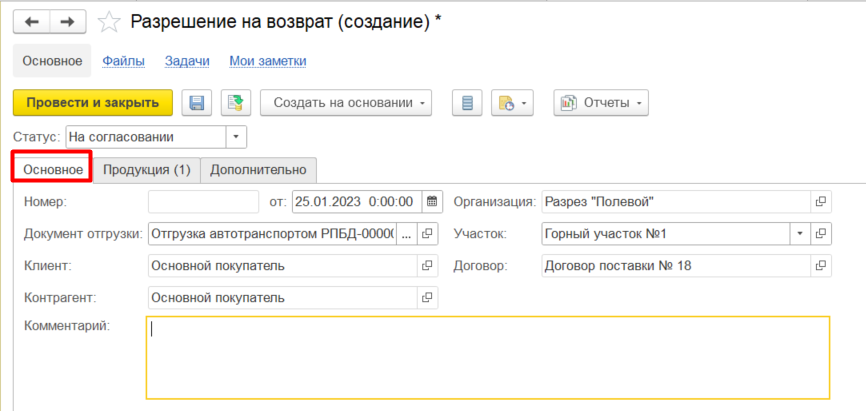 Разрешение на возврат (создание) *
Основное Файлы Задачи Мои заметки
Провести и закрыть Создать на основании Отчеты
Статус: На согласовании
Основное Продукция (1) Дополнительно
Номер: от: 25.01.2023 0:00:00 Организация: Разрез "Полевой"
Документ отгрузки: Отгрузка автотранспортом РПБД-0000( ... Участок: Горный участок №1
Клиент: Основной покупатель Договор: Договор поставки № 18
Контрагент: Основной покупатель
Комментарий: